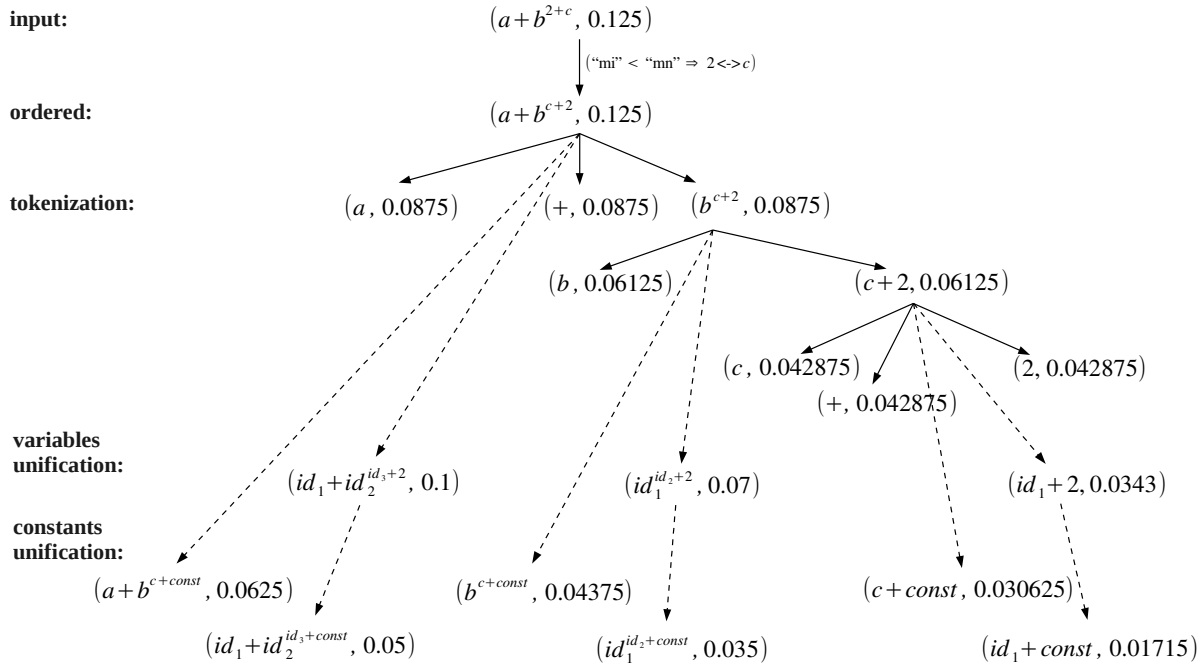 input: (a+b^{2+c}, 0.125)
(“mi” < “mn” ⇒ 2<->c)
ordered: (a+b^{c+2}, 0.125)
tokenization: (a, 0.0875) (+, 0.0875) (b^{c+2}, 0.0875)
(b, 0.06125) (c+2, 0.06125)
(c, 0.042875) (2, 0.042875)
(+, 0.042875)
variables
unification: (id_1+id_2^{id_3+2}, 0.1) (id_1^{id_2+2}, 0.07) (id_1+2, 0.0343)
constants
unification:
(a+b^{c+const}, 0.0625) (b^{c+const}, 0.04375) (c+const, 0.030625)
(id_1+id_2^{id_3+const}, 0.05) (id_1^{id_2+const}, 0.035) (id_1+const, 0.01715)